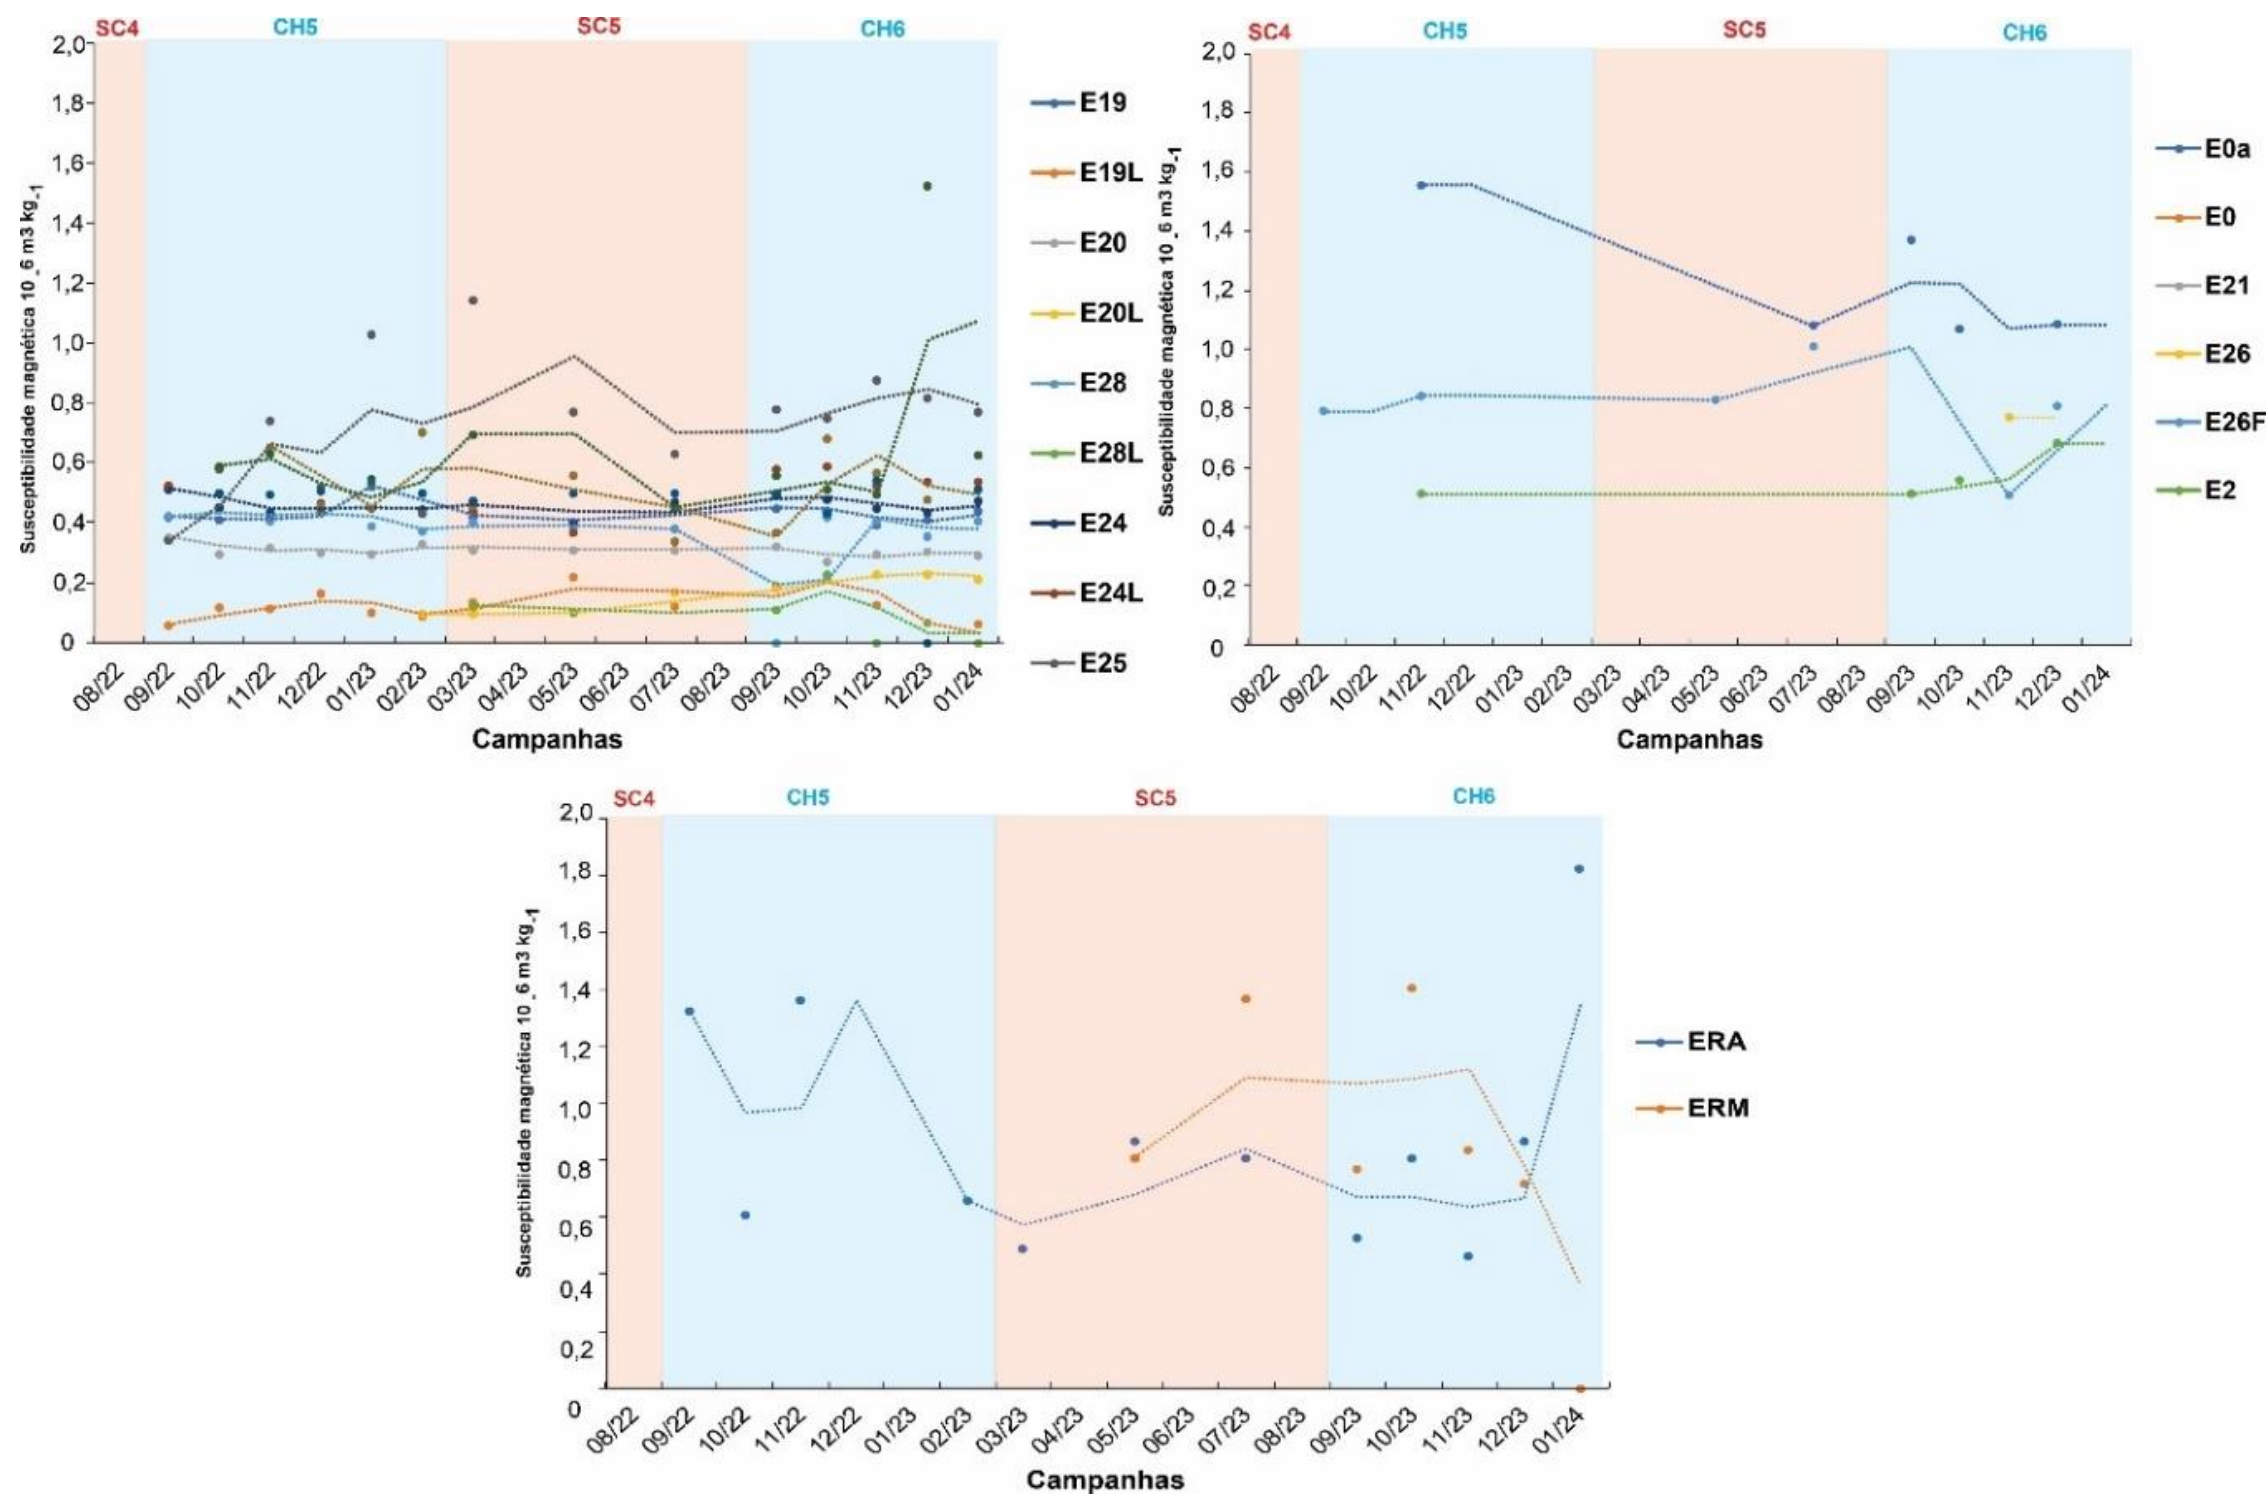 SC4 CH5 SC5 CH6
2,0
1,8
1,6
1,4
1,2
1,0
0,8
0,6
0,4
0,2
0
Susceptibilidade magnética 10_6 m3 kg-1
08/22 09/22 10/22 11/22 12/22 01/23 02/23 03/23 04/23 05/23 06/23 07/23 08/23 09/23 10/23 11/23 12/23 01/24
Campanhas
E19
E19L
E20
E20L
E28
E28L
E24
E24L
E25
SC4 CH5 SC5 CH6
2,0
1,8
1,6
1,4
1,2
1,0
0,8
0,6
0,4
0,2
0
Susceptibilidade magnética 10_6 m3 kg-1
08/22 09/22 10/22 11/22 12/22 01/23 02/23 03/23 04/23 05/23 06/23 07/23 08/23 09/23 10/23 11/23 12/23 01/24
Campanhas
E0a
E0
E21
E26
E26F
E2
SC4 CH5 SC5 CH6
2,0
1,8
1,6
1,4
1,2
1,0
0,8
0,6
0,4
0,2
0
Susceptibilidade magnética 10_6 m3 kg-1
08/22 09/22 10/22 11/22 12/22 01/23 02/23 03/23 04/23 05/23 06/23 07/23 08/23 09/23 10/23 11/23 12/23 01/24
Campanhas
ERA
ERM